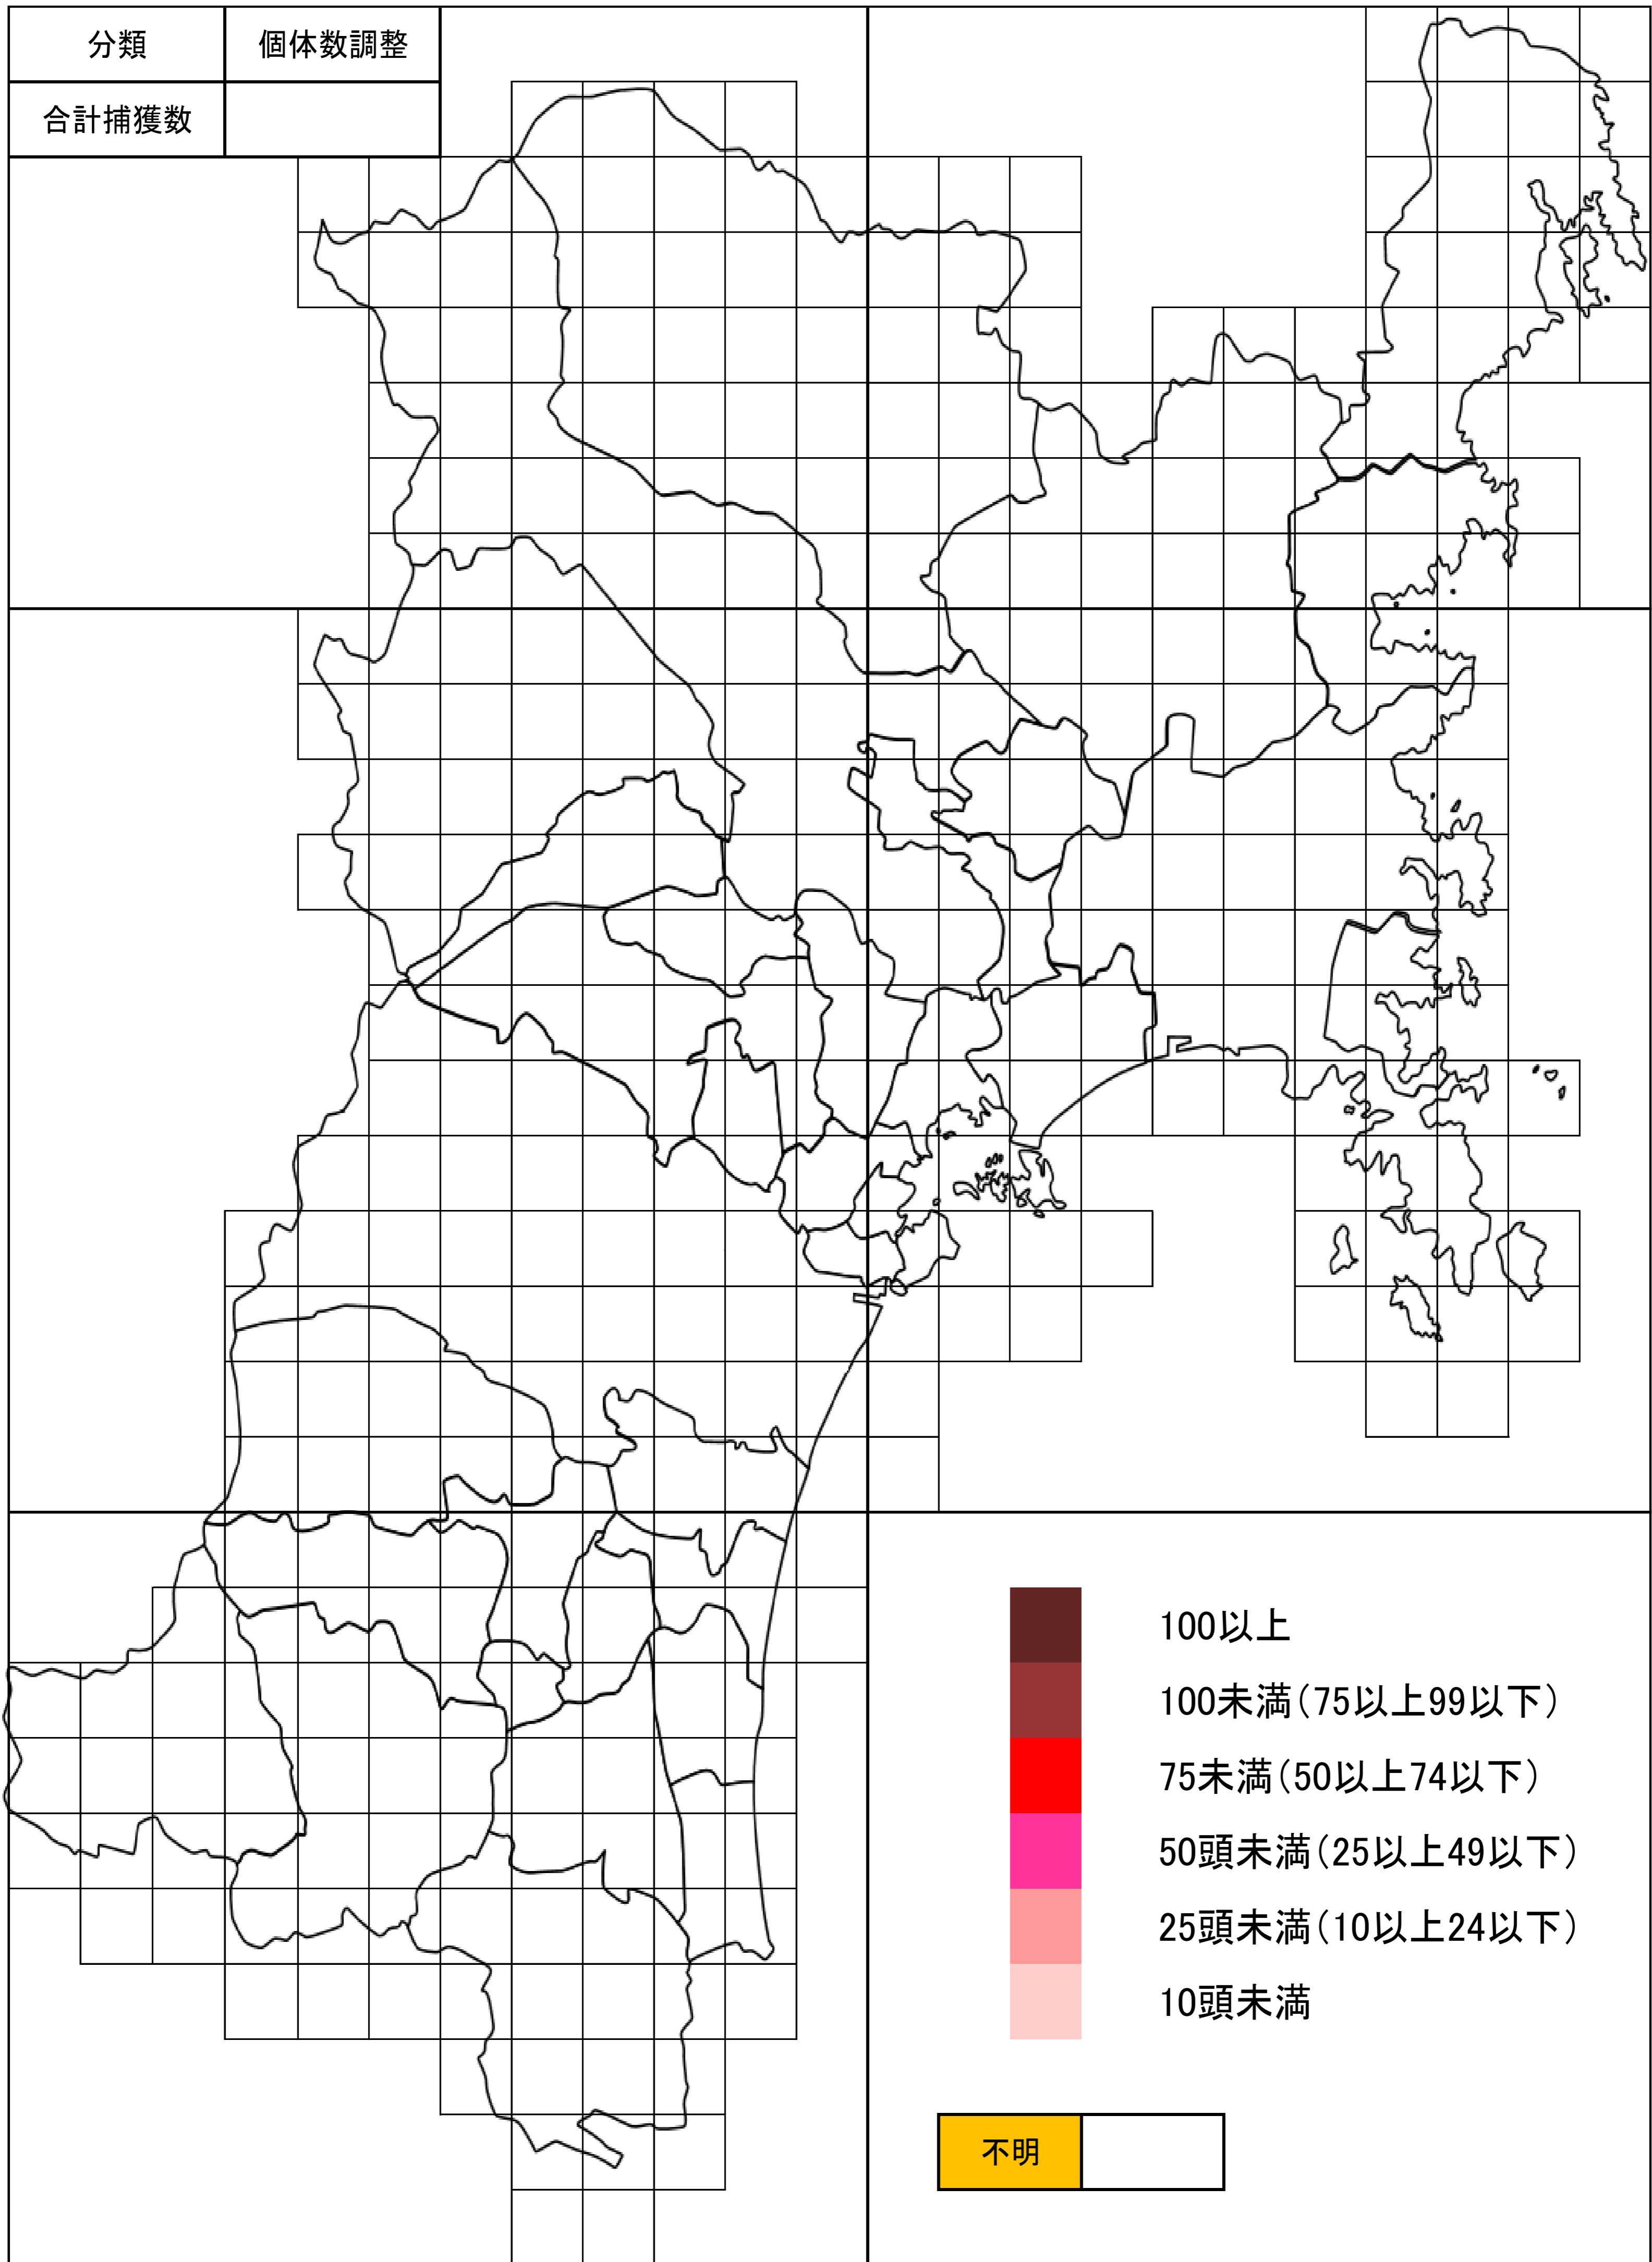 分類 個体数調整
合計捕獲数
100以上
100未満(75以上99以下)
75未満(50以上74以下)
50頭未満(25以上49以下)
25頭未満(10以上24以下)
10頭未満
不明